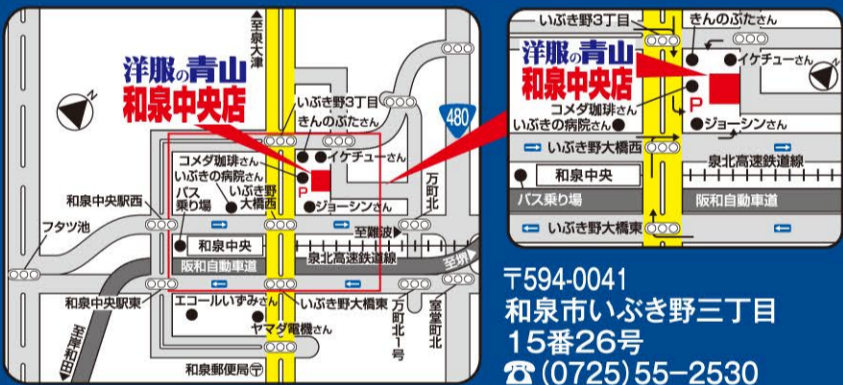 至泉大津
洋服の青山
和泉中央店
N
480
いぶき野3丁目
きんのぶたさん
イケチューさん
コメダ珈琲さん
いぶきの病院さん
P
バス
乗り場
いぶき野
大橋西
ジョーシンさん
万町北
和泉中央駅西
フタツ池
至難波
和泉中央
泉北高速鉄道線
阪和自動車道
至堺
和泉中央駅東
エコールいずみさん
いぶき野大橋東
ヤマダ電機さん
万町北1号
室堂町北
至岸和田
和泉郵便局〒
いぶき野3丁目
きんのぶたさん
イケチューさん
洋服の青山
和泉中央店
N
コメダ珈琲さん
P
いぶきの病院さん
ジョーシンさん
いぶき野大橋西
泉北高速鉄道線
和泉中央
バス乗り場
阪和自動車道
いぶき野大橋東
〒594-0041
和泉市いぶき野三丁目
15番26号
☎(0725)55-2530